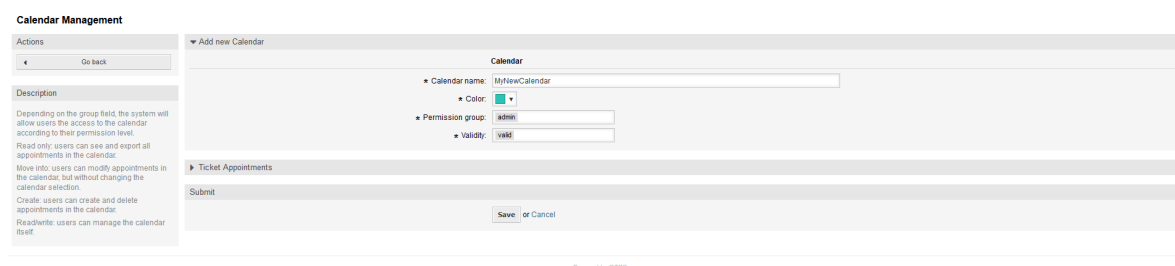 Calendar Management
Actions
Go back
Description
Depending on the group field, the system will
allow users the access to the calendar
according to their permission level.
Read only: users can see and export all
appointments in the calendar.
Move into: users can modify appointments in
the calendar, but without changing the
calendar selection.
Create: users can create and delete
appointments in the calendar.
Read/write: users can manage the calendar
itself.
Add new Calendar
Calendar
★ Calendar name: MyNewCalendar
★ Color:
★ Permission group: admin
★ Validity: valid
Ticket Appointments
Submit
Save or Cancel